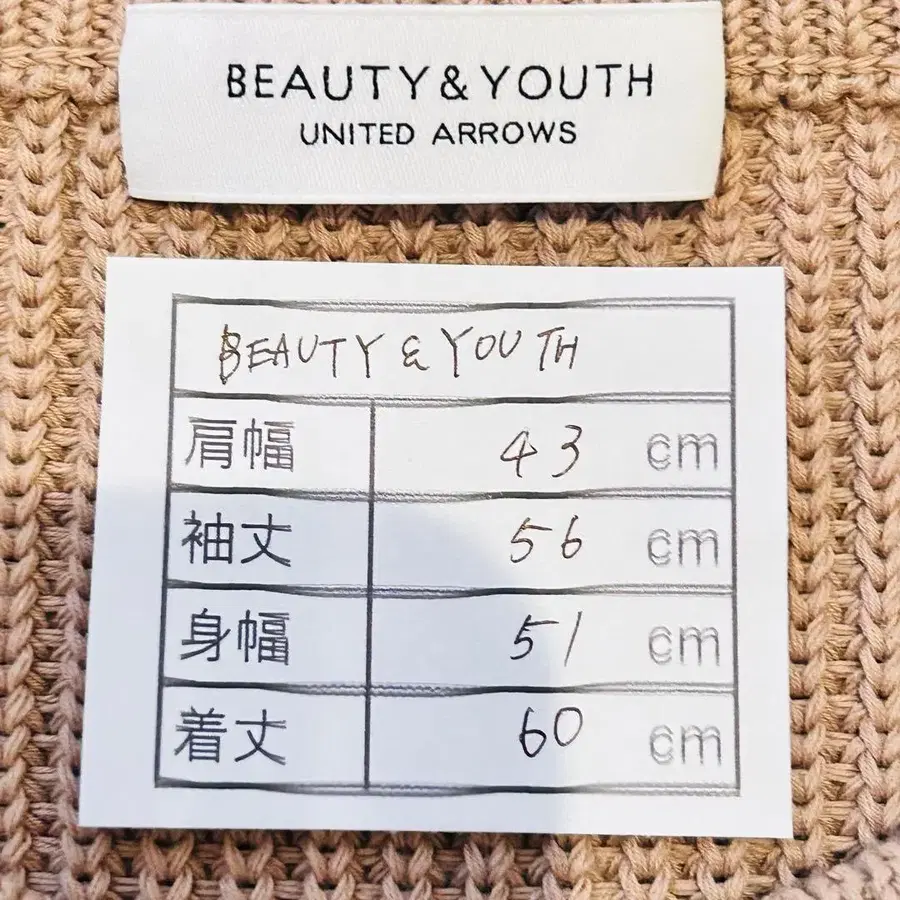 BEAUTY&YOUTH
UNITED ARROWS
BEAUTY & YOUTH
肩幅 43 cm
袖丈 56 cm
身幅 51 cm
着丈 60 cm